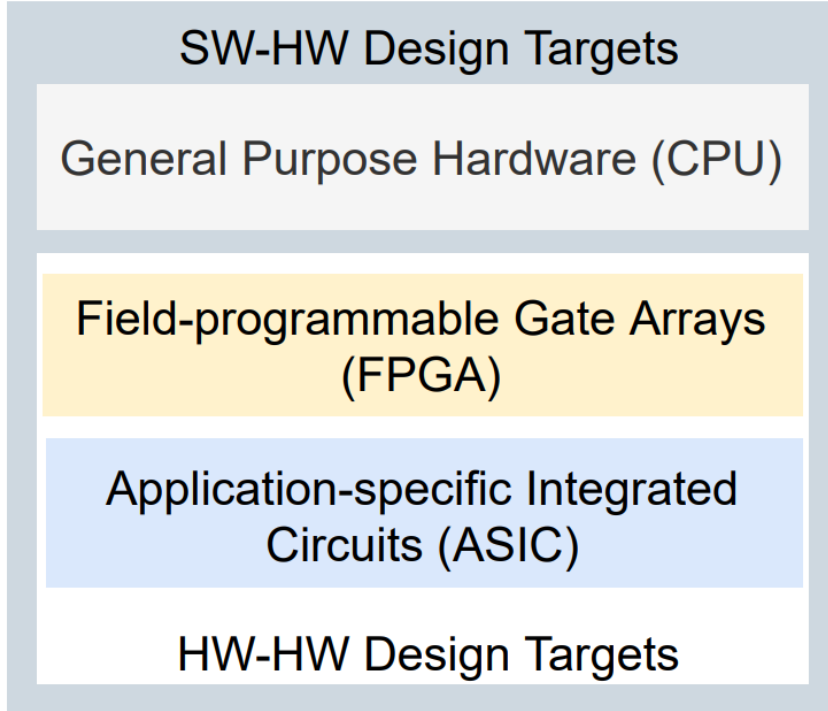 SW-HW Design Targets
General Purpose Hardware (CPU)
Field-programmable Gate Arrays
(FPGA)
Application-specific Integrated
Circuits (ASIC)
HW-HW Design Targets